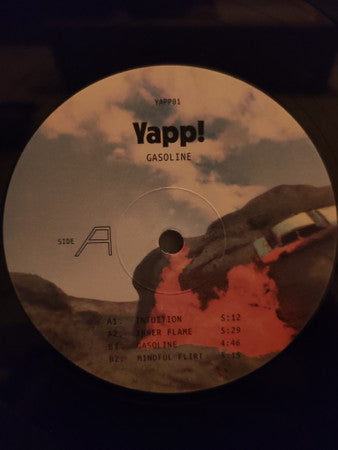 YAPP01
Yapp!
GASOLINE
SIDE A
A1. INTUITION 5:12
A2. INNER FLAME 5:29
B1. GASOLINE 4:46
B2. MINDFUL FLIRT 5:15